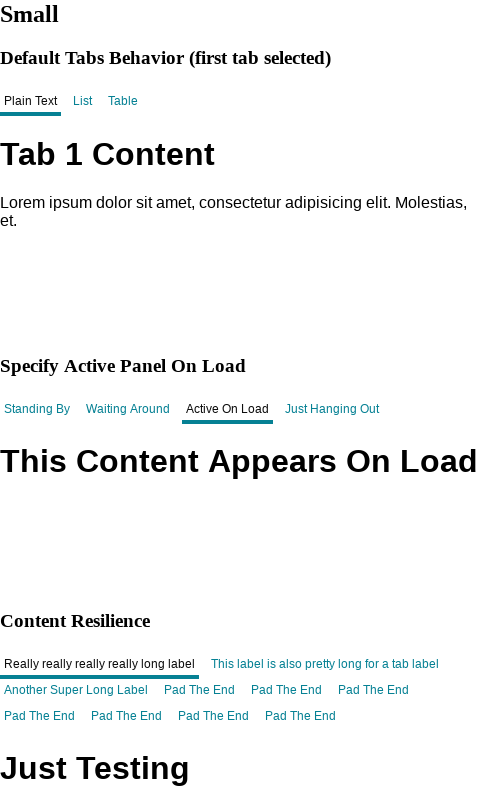 Small
Default Tabs Behavior (first tab selected)
Plain Text List Table
Tab 1 Content
Lorem ipsum dolor sit amet, consectetur adipisicing elit. Molestias,
et.
Specify Active Panel On Load
Standing By Waiting Around Active On Load Just Hanging Out
This Content Appears On Load
Content Resilience
Really really really really long label This label is also pretty long for a tab label
Another Super Long Label Pad The End Pad The End Pad The End
Pad The End Pad The End Pad The End Pad The End
Just Testing